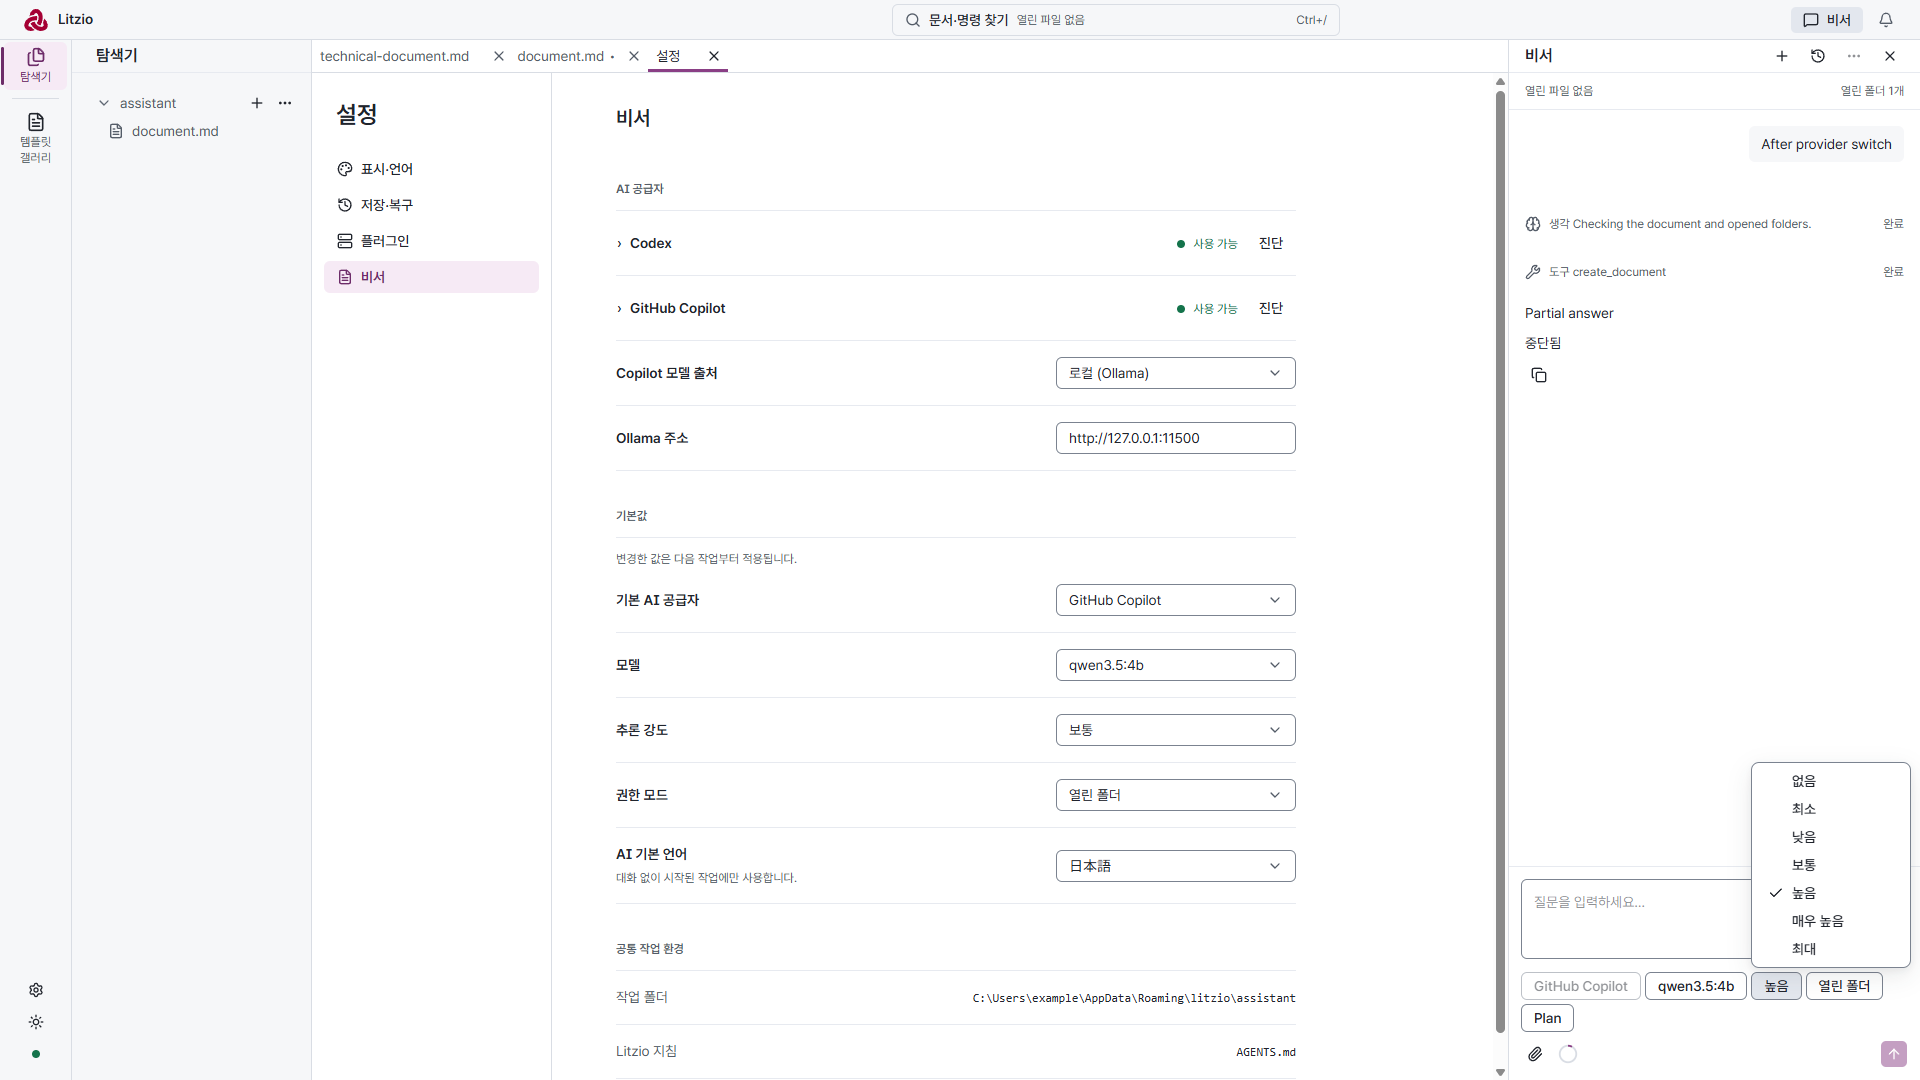 Litzio
문서·명령 찾기 열린 파일 없음 Ctrl+/
비서
탐색기
템플릿
갤러리
탐색기
assistant
document.md
technical-document.md
document.md •
설정
설정
표시·언어
저장·복구
플러그인
비서
비서
AI 공급자
Codex 사용 가능 진단
GitHub Copilot 사용 가능 진단
Copilot 모델 출처 로컬 (Ollama)
Ollama 주소 http://127.0.0.1:11500
기본값
변경한 값은 다음 작업부터 적용됩니다.
기본 AI 공급자 GitHub Copilot
모델 qwen3.5:4b
추론 강도 보통
권한 모드 열린 폴더
AI 기본 언어 日本語
대화 없이 시작된 작업에만 사용합니다.
공통 작업 환경
작업 폴더 C:\Users\example\AppData\Roaming\litzio\assistant
Litzio 지침 AGENTS.md
비서
열린 파일 없음 열린 폴더 1개
After provider switch
생각 Checking the document and opened folders. 완료
도구 create_document 완료
Partial answer
중단됨
없음
최소
낮음
보통
높음
매우 높음
최대
질문을 입력하세요...
GitHub Copilot qwen3.5:4b 높음 열린 폴더
Plan